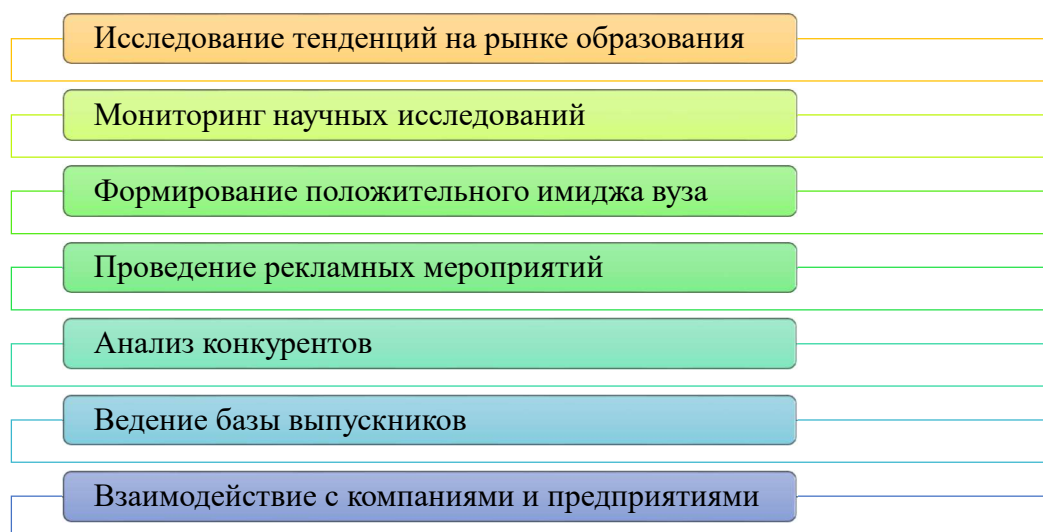 Исследование тенденций на рынке образования
Мониторинг научных исследований
Формирование положительного имиджа вуза
Проведение рекламных мероприятий
Анализ конкурентов
Ведение базы выпускников
Взаимодействие с компаниями и предприятиями